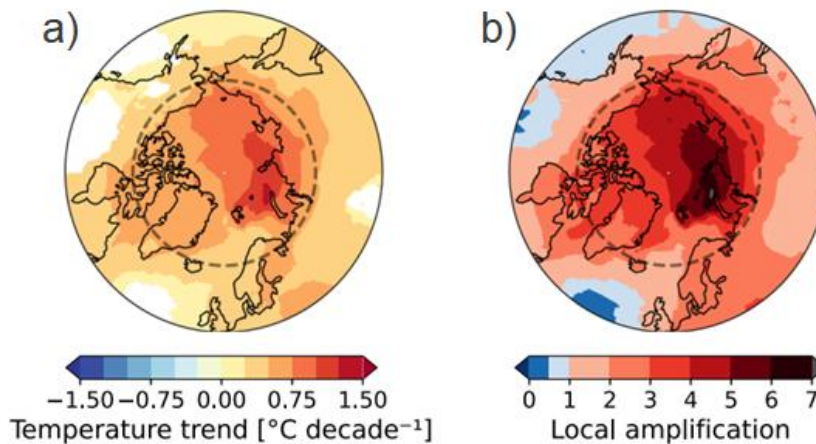 a)
b)
−1.50 −0.75 0.00 0.75 1.50
Temperature trend [°C decade⁻¹]
0 1 2 3 4 5 6 7
Local amplification